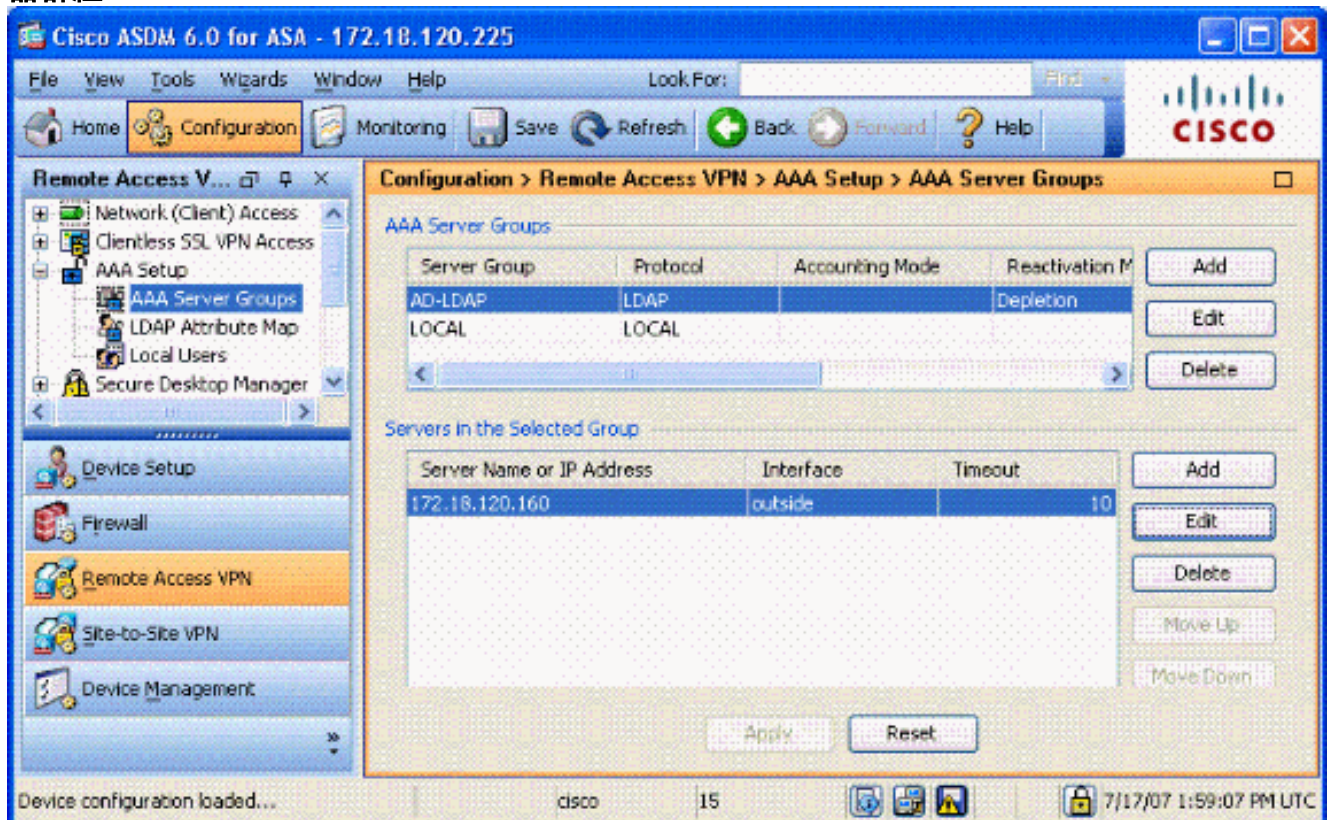 Cisco ASDM 6.0 for ASA - 172.18.120.225
File View Tools Wizards Window Help Look For: Find
Home Configuration Monitoring Save Refresh Back Forward Help
CISCO
Remote Access V...
Network (Client) Access
Clientless SSL VPN Access
AAA Setup
AAA Server Groups
LDAP Attribute Map
Local Users
Secure Desktop Manager
Device Setup
Firewall
Remote Access VPN
Site-to-Site VPN
Device Management
Configuration > Remote Access VPN > AAA Setup > AAA Server Groups
AAA Server Groups
Server Group Protocol Accounting Mode Reactivation M
AD-LDAP LDAP Depletion
LOCAL LOCAL
Add
Edit
Delete
Servers in the Selected Group
Server Name or IP Address Interface Timeout
172.18.120.160 outside 10
Add
Edit
Delete
Move Up
Move Down
Apply Reset
Device configuration loaded... cisco 15 7/17/07 1:59:07 PM UTC